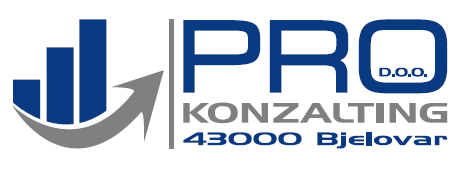 PRO
D.O.O.
KONZALTING
43000 Bjelovar